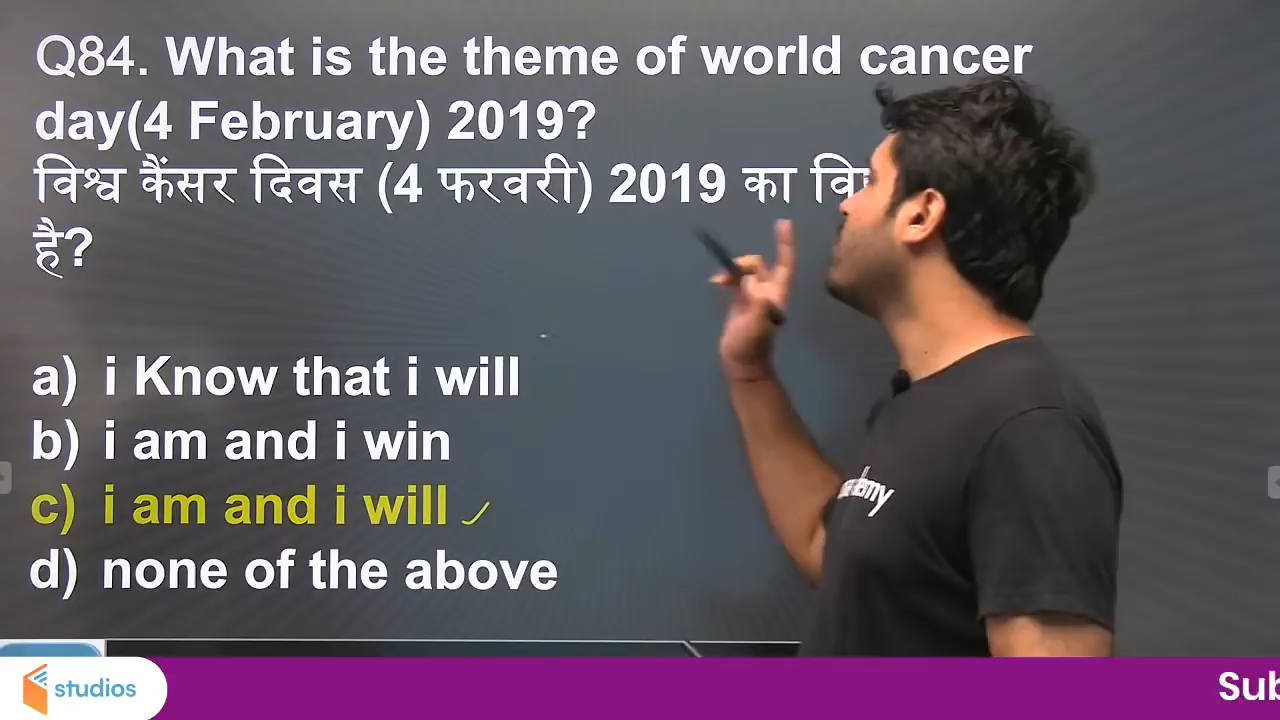 Q84. What is the theme of world cancer
day(4 February) 2019?
विश्व कैंसर दिवस (4 फरवरी) 2019 का
है?
a) i Know that i will
b) i am and i win
c) i am and i will
d) none of the above
studios